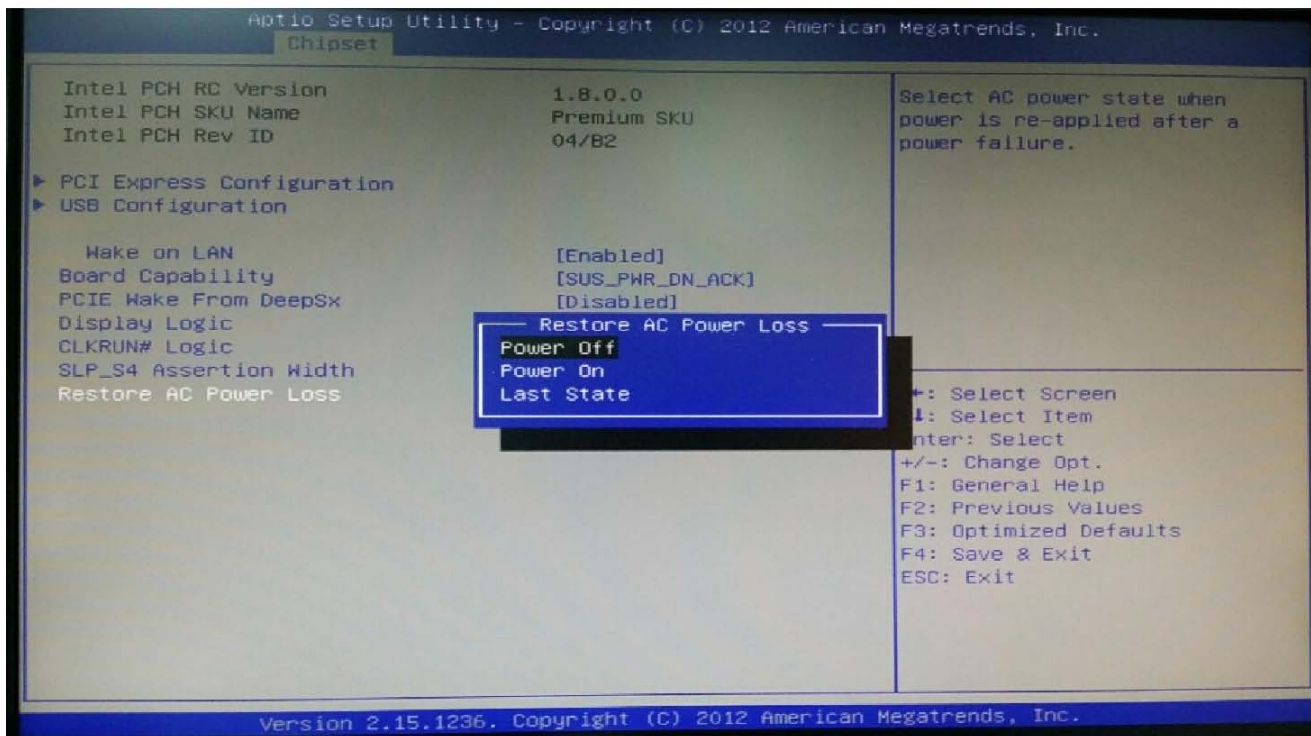 Aptio Setup Utility – Copyright (C) 2012 American Megatrends, Inc.
Chipset
Intel PCH RC Version 1.8.0.0
Intel PCH SKU Name Premium SKU
Intel PCH Rev ID 04/B2
▶ PCI Express Configuration
▶ USB Configuration
Wake on LAN [Enabled]
Board Capability [SUS_PWR_DN_ACK]
PCIE Wake From DeepSx [Disabled]
Display Logic
CLKRUN# Logic
SLP_S4 Assertion Width
Restore AC Power Loss
Restore AC Power Loss
Power Off
Power On
Last State
Select AC power state when
power is re-applied after a
power failure.
←: Select Screen
↓: Select Item
nter: Select
+/-: Change Opt.
F1: General Help
F2: Previous Values
F3: Optimized Defaults
F4: Save & Exit
ESC: Exit
Version 2.15.1236. Copyright (C) 2012 American Megatrends, Inc.